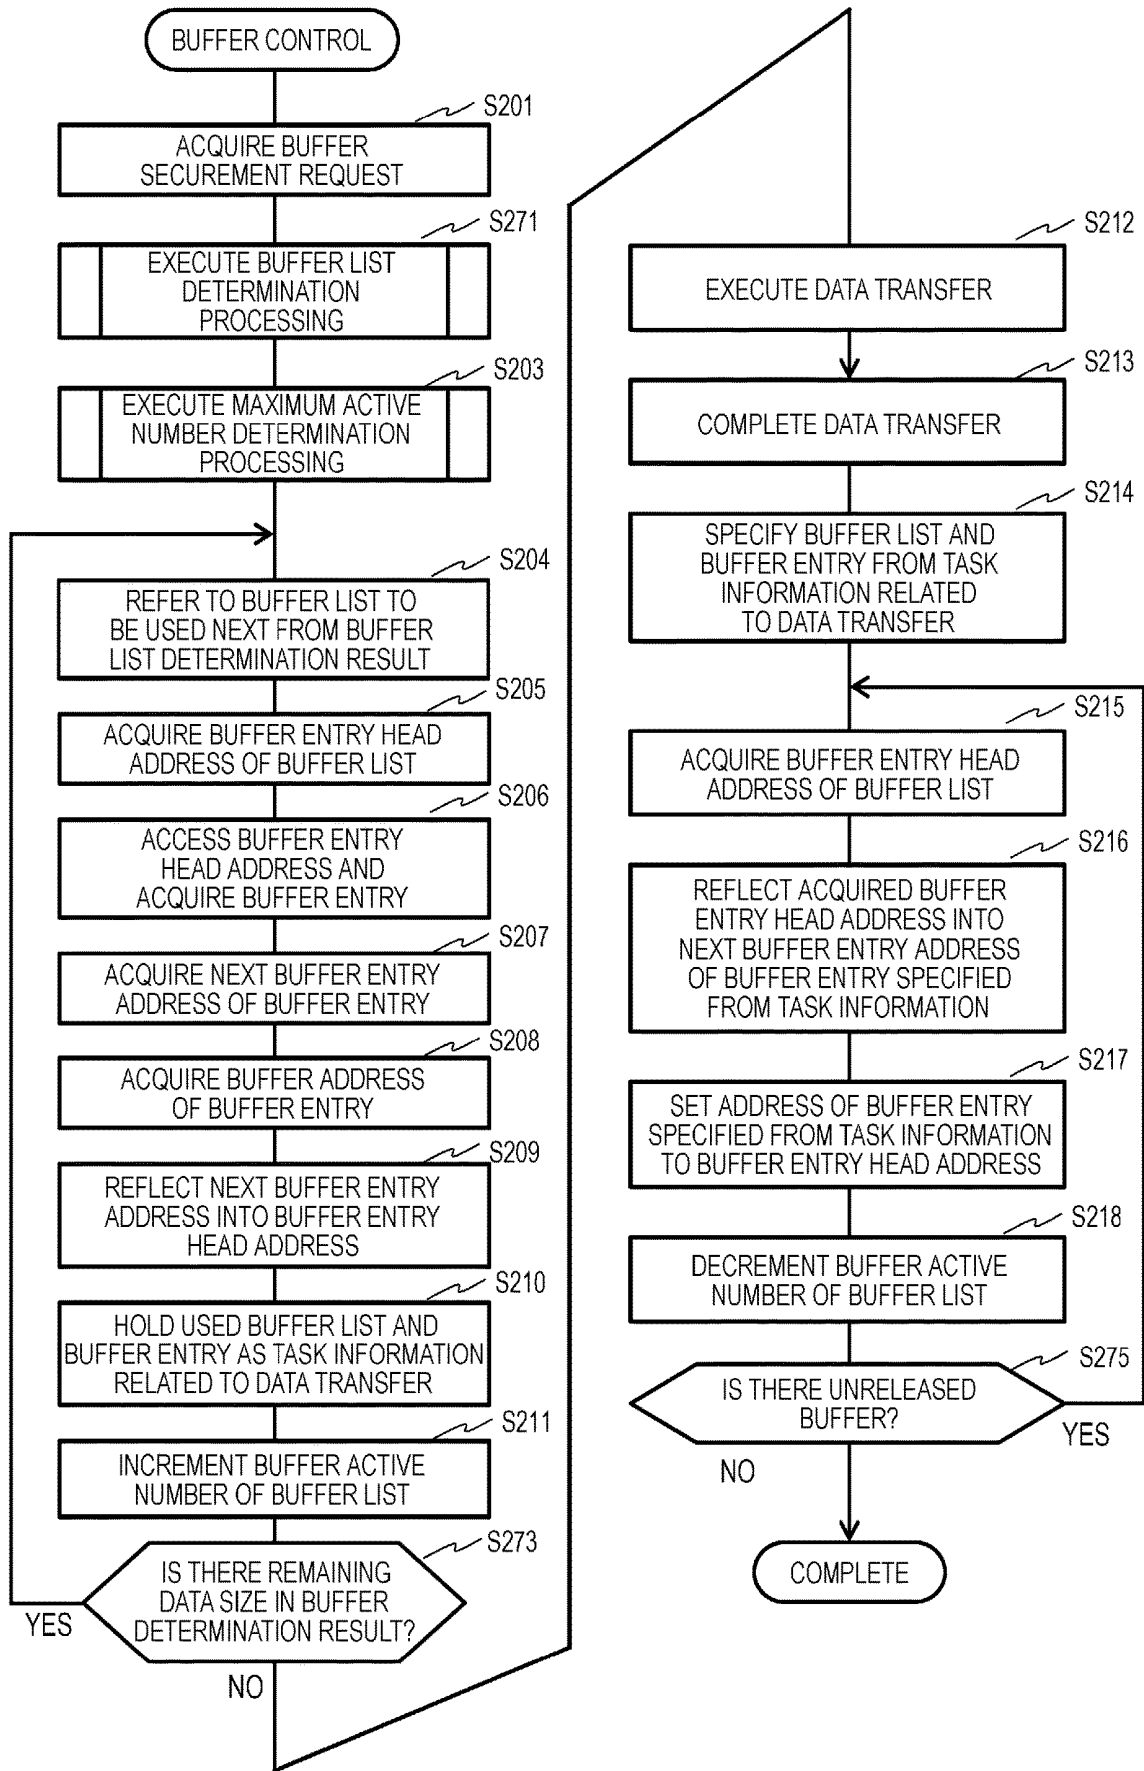 BUFFER CONTROL
S201
ACQUIRE BUFFER
SECUREMENT REQUEST
S271
EXECUTE BUFFER LIST
DETERMINATION
PROCESSING
S203
EXECUTE MAXIMUM ACTIVE
NUMBER DETERMINATION
PROCESSING
S204
REFER TO BUFFER LIST TO
BE USED NEXT FROM BUFFER
LIST DETERMINATION RESULT
S205
ACQUIRE BUFFER ENTRY HEAD
ADDRESS OF BUFFER LIST
S206
ACCESS BUFFER ENTRY
HEAD ADDRESS AND
ACQUIRE BUFFER ENTRY
S207
ACQUIRE NEXT BUFFER ENTRY
ADDRESS OF BUFFER ENTRY
S208
ACQUIRE BUFFER ADDRESS
OF BUFFER ENTRY
S209
REFLECT NEXT BUFFER ENTRY
ADDRESS INTO BUFFER ENTRY
HEAD ADDRESS
S210
HOLD USED BUFFER LIST AND
BUFFER ENTRY AS TASK INFORMATION
RELATED TO DATA TRANSFER
S211
INCREMENT BUFFER ACTIVE
NUMBER OF BUFFER LIST
S273
IS THERE REMAINING
DATA SIZE IN BUFFER
DETERMINATION RESULT?
YES
NO
S212
EXECUTE DATA TRANSFER
S213
COMPLETE DATA TRANSFER
S214
SPECIFY BUFFER LIST AND
BUFFER ENTRY FROM TASK
INFORMATION RELATED
TO DATA TRANSFER
S215
ACQUIRE BUFFER ENTRY HEAD
ADDRESS OF BUFFER LIST
S216
REFLECT ACQUIRED BUFFER
ENTRY HEAD ADDRESS INTO
NEXT BUFFER ENTRY ADDRESS
OF BUFFER ENTRY SPECIFIED
FROM TASK INFORMATION
S217
SET ADDRESS OF BUFFER ENTRY
SPECIFIED FROM TASK INFORMATION
TO BUFFER ENTRY HEAD ADDRESS
S218
DECREMENT BUFFER ACTIVE
NUMBER OF BUFFER LIST
S275
IS THERE UNRELEASED
BUFFER?
YES
NO
COMPLETE